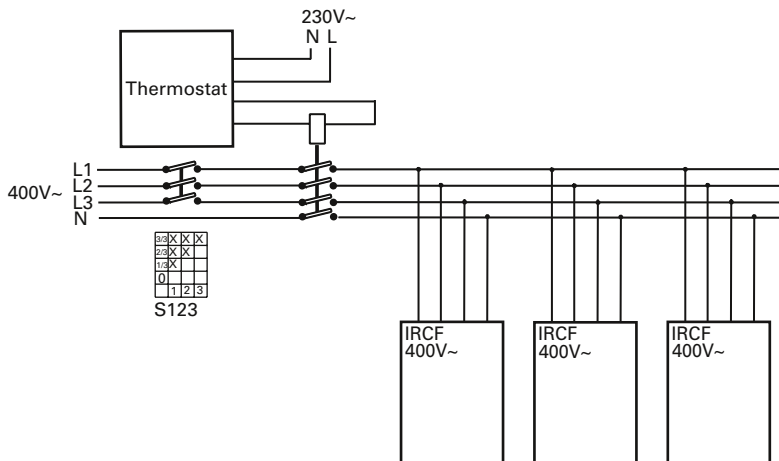 230V~
N L
Thermostat
L1
400V~ L2
L3
N
3/3 X X X
2/3 X X
1/3 X
0
1 2 3
S123
IRCF
400V~
IRCF
400V~
IRCF
400V~